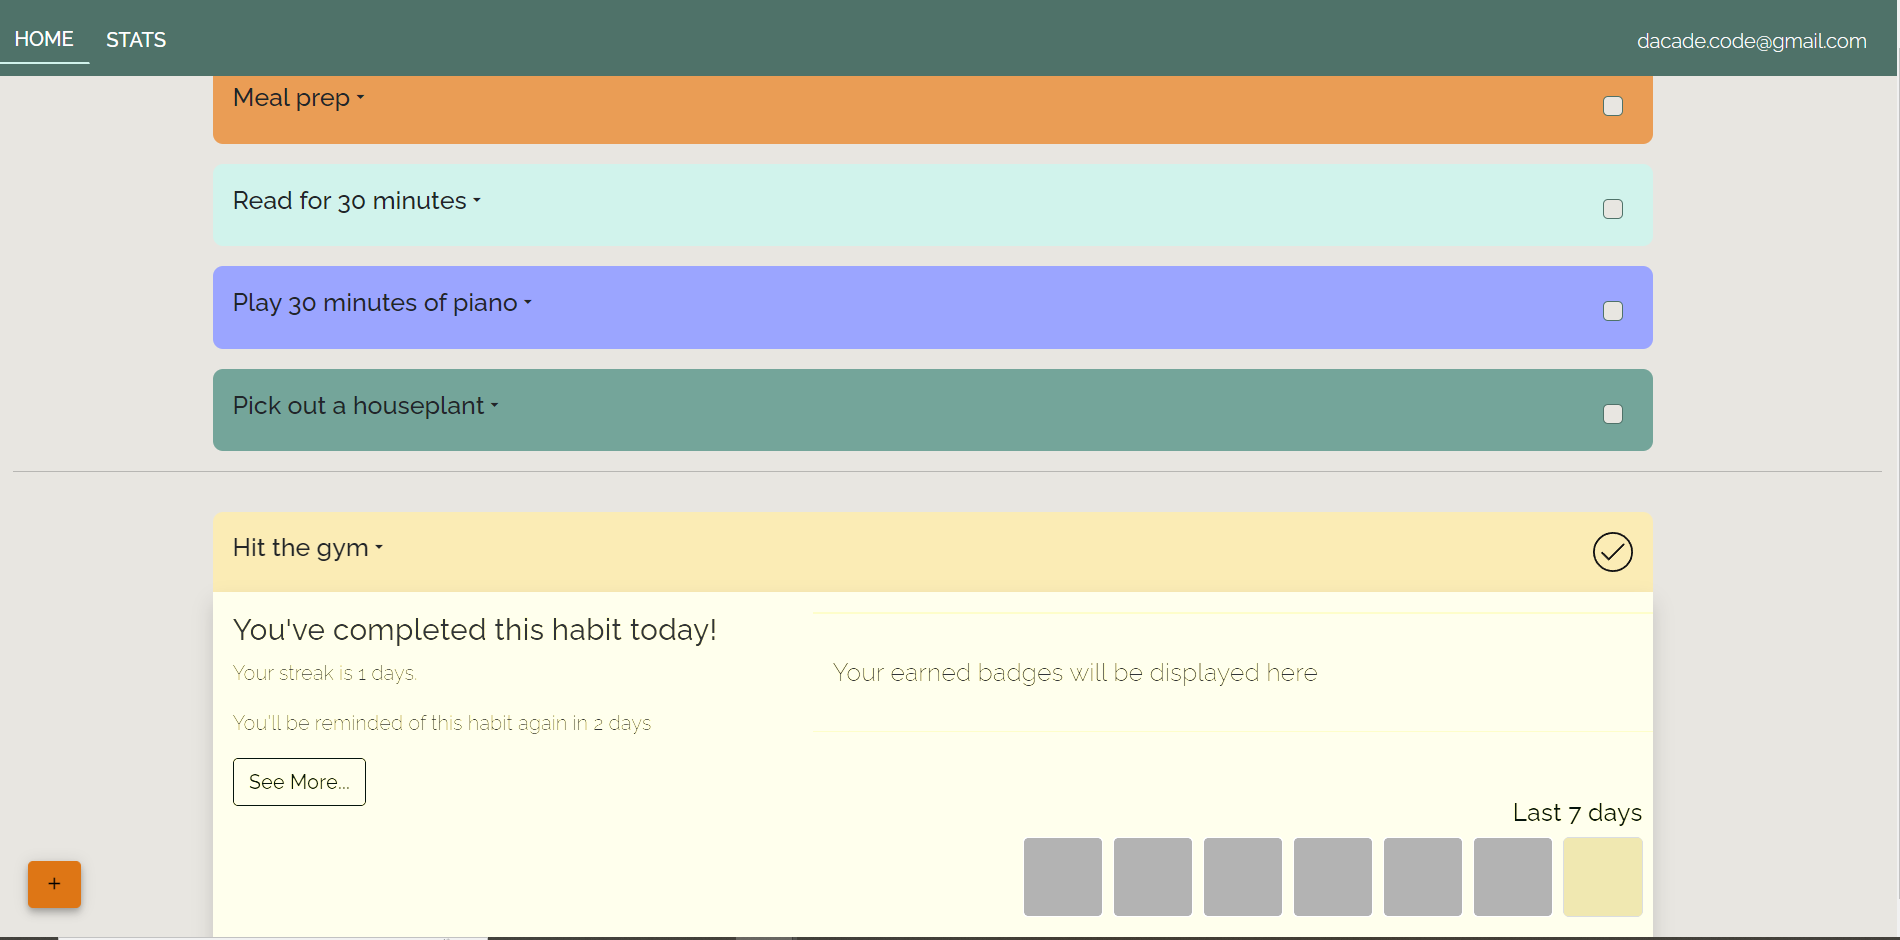 HOME STATS dacade.code@gmail.com
Meal prep
Read for 30 minutes
Play 30 minutes of piano
Pick out a houseplant
Hit the gym
You've completed this habit today!
Your streak is 1 days.
Your earned badges will be displayed here
You'll be reminded of this habit again in 2 days
See More...
Last 7 days
+